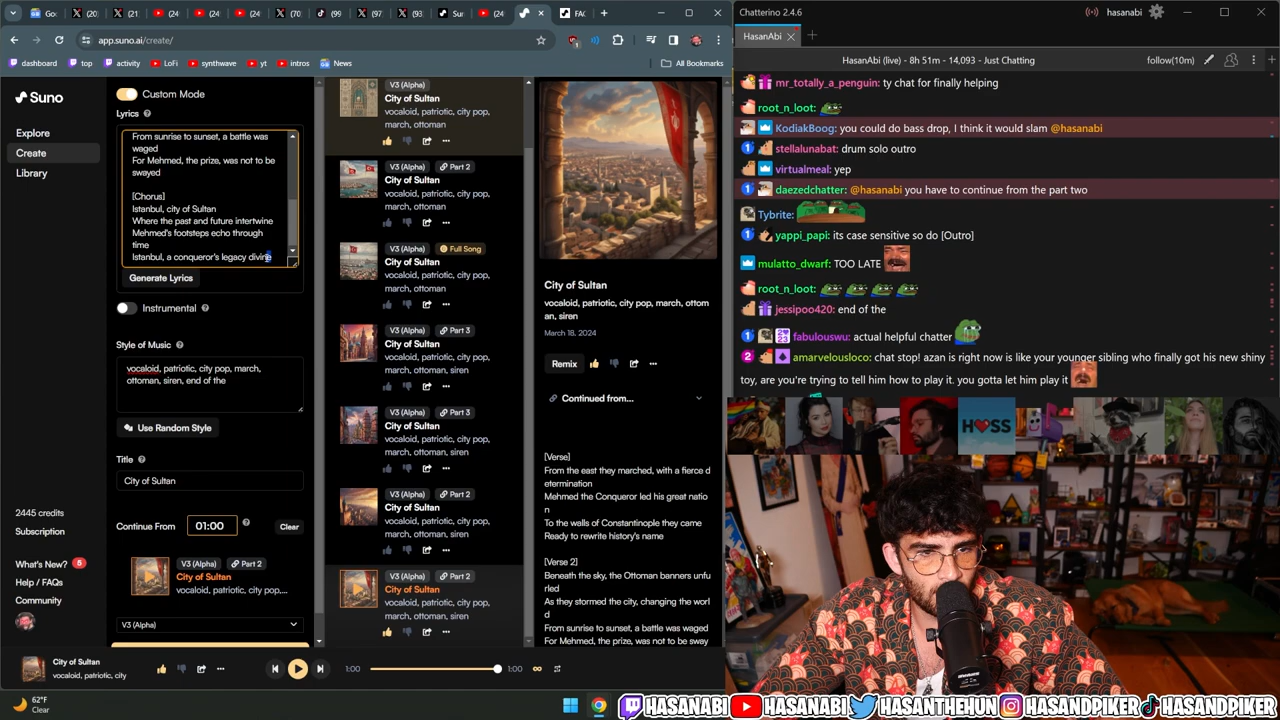 Go
(20
(21
(24
(24
(24
(70
(99
(97
(93
Sun
(24
FAQ
Chatterino 2.4.6
hasanabi
app.suno.ai/create/
HasanAbi
dashboard
top
activity
LoFi
synthwave
yt
intros
News
All Bookmarks
HasanAbi (live) - 8h 51m - 14,093 - Just Chatting
follow(10m)
Suno
Explore
Create
Library
2445 credits
Subscription
What's New?
6
Help / FAQs
Community
Custom Mode
Lyrics
From sunrise to sunset, a battle was
waged
For Mehmed, the prize, was not to be
swayed
[Chorus]
Istanbul, city of Sultan
Where the past and future intertwine
Mehmed's footsteps echo through
time
Istanbul, a conqueror's legacy divine
Generate Lyrics
Instrumental
Style of Music
vocaloid, patriotic, city pop, march,
ottoman, siren, end of the
Use Random Style
Title
City of Sultan
Continue From
01:00
Clear
V3 (Alpha)
Part 2
City of Sultan
vocaloid, patriotic, city pop,...
V3 (Alpha)
V3 (Alpha)
City of Sultan
vocaloid, patriotic, city pop,
march, ottoman
V3 (Alpha)
Part 2
City of Sultan
vocaloid, patriotic, city pop,
march, ottoman
V3 (Alpha)
Full Song
City of Sultan
vocaloid, patriotic, city pop,
march, ottoman
V3 (Alpha)
Part 3
City of Sultan
vocaloid, patriotic, city pop,
march, ottoman, siren
V3 (Alpha)
Part 3
City of Sultan
vocaloid, patriotic, city pop,
march, ottoman, siren
V3 (Alpha)
Part 2
City of Sultan
vocaloid, patriotic, city pop,
march, ottoman, siren
V3 (Alpha)
Part 2
City of Sultan
vocaloid, patriotic, city pop,
march, ottoman, siren
City of Sultan
vocaloid, patriotic, city pop, march, ottom
an, siren
March 18, 2024
Remix
Continued from...
[Verse]
From the east they marched, with a fierce d
etermination
Mehmed the Conqueror led his great natio
n
To the walls of Constantinople they came
Ready to rewrite history's name
[Verse 2]
Beneath the sky, the Ottoman banners unfu
rled
As they stormed the city, changing the worl
d
From sunrise to sunset, a battle was waged
For Mehmed, the prize, was not to be sway
mr_totally_a_penguin: ty chat for finally helping
root_n_loot:
KodiakBoog: you could do bass drop, I think it would slam @hasanabi
stellalunabat: drum solo outro
virtualmeal: yep
daezedchatter: @hasanabi you have to continue from the part two
Tybrite:
yappi_papi: its case sensitive so do [Outro]
mulatto_dwarf: TOO LATE
root_n_loot:
jessipoo420: end of the
fabulouswu: actual helpful chatter
amarvelousloco: chat stop! azan is right now is like your younger sibling who finally got his new shiny
toy, are you're trying to tell him how to play it. you gotta let him play it
HOSS
City of Sultan
vocaloid, patriotic, city
1:00
1:00
62°F
Clear
HASANABI
HASANABI
HASANTHEHUN
HASANDPIKER
HASANDPIKER